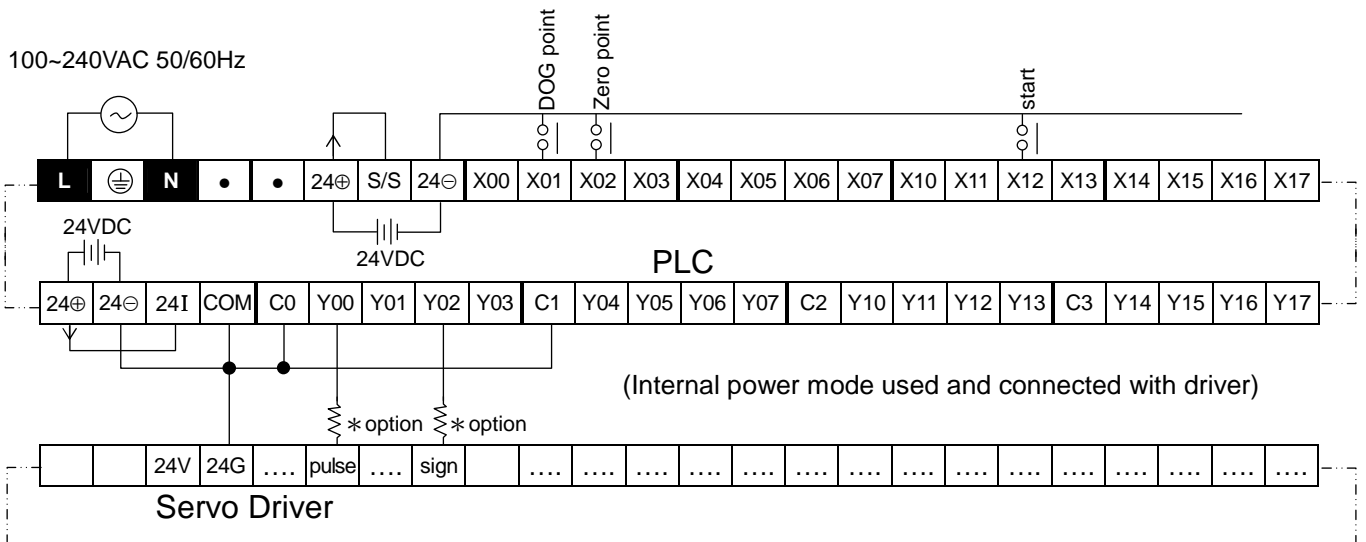 100~240VAC 50/60Hz
DOG point
Zero point
start
L N • • 24⊕ S/S 24⊖ X00 X01 X02 X03 X04 X05 X06 X07 X10 X11 X12 X13 X14 X15 X16 X17
24VDC
24VDC
PLC
24⊕ 24⊖ 24I COM C0 Y00 Y01 Y02 Y03 C1 Y04 Y05 Y06 Y07 C2 Y10 Y11 Y12 Y13 C3 Y14 Y15 Y16 Y17
(Internal power mode used and connected with driver)
*option *option
24V 24G .... pulse .... sign .... .... .... .... .... .... .... .... .... .... .... .... .... .... ....
Servo Driver